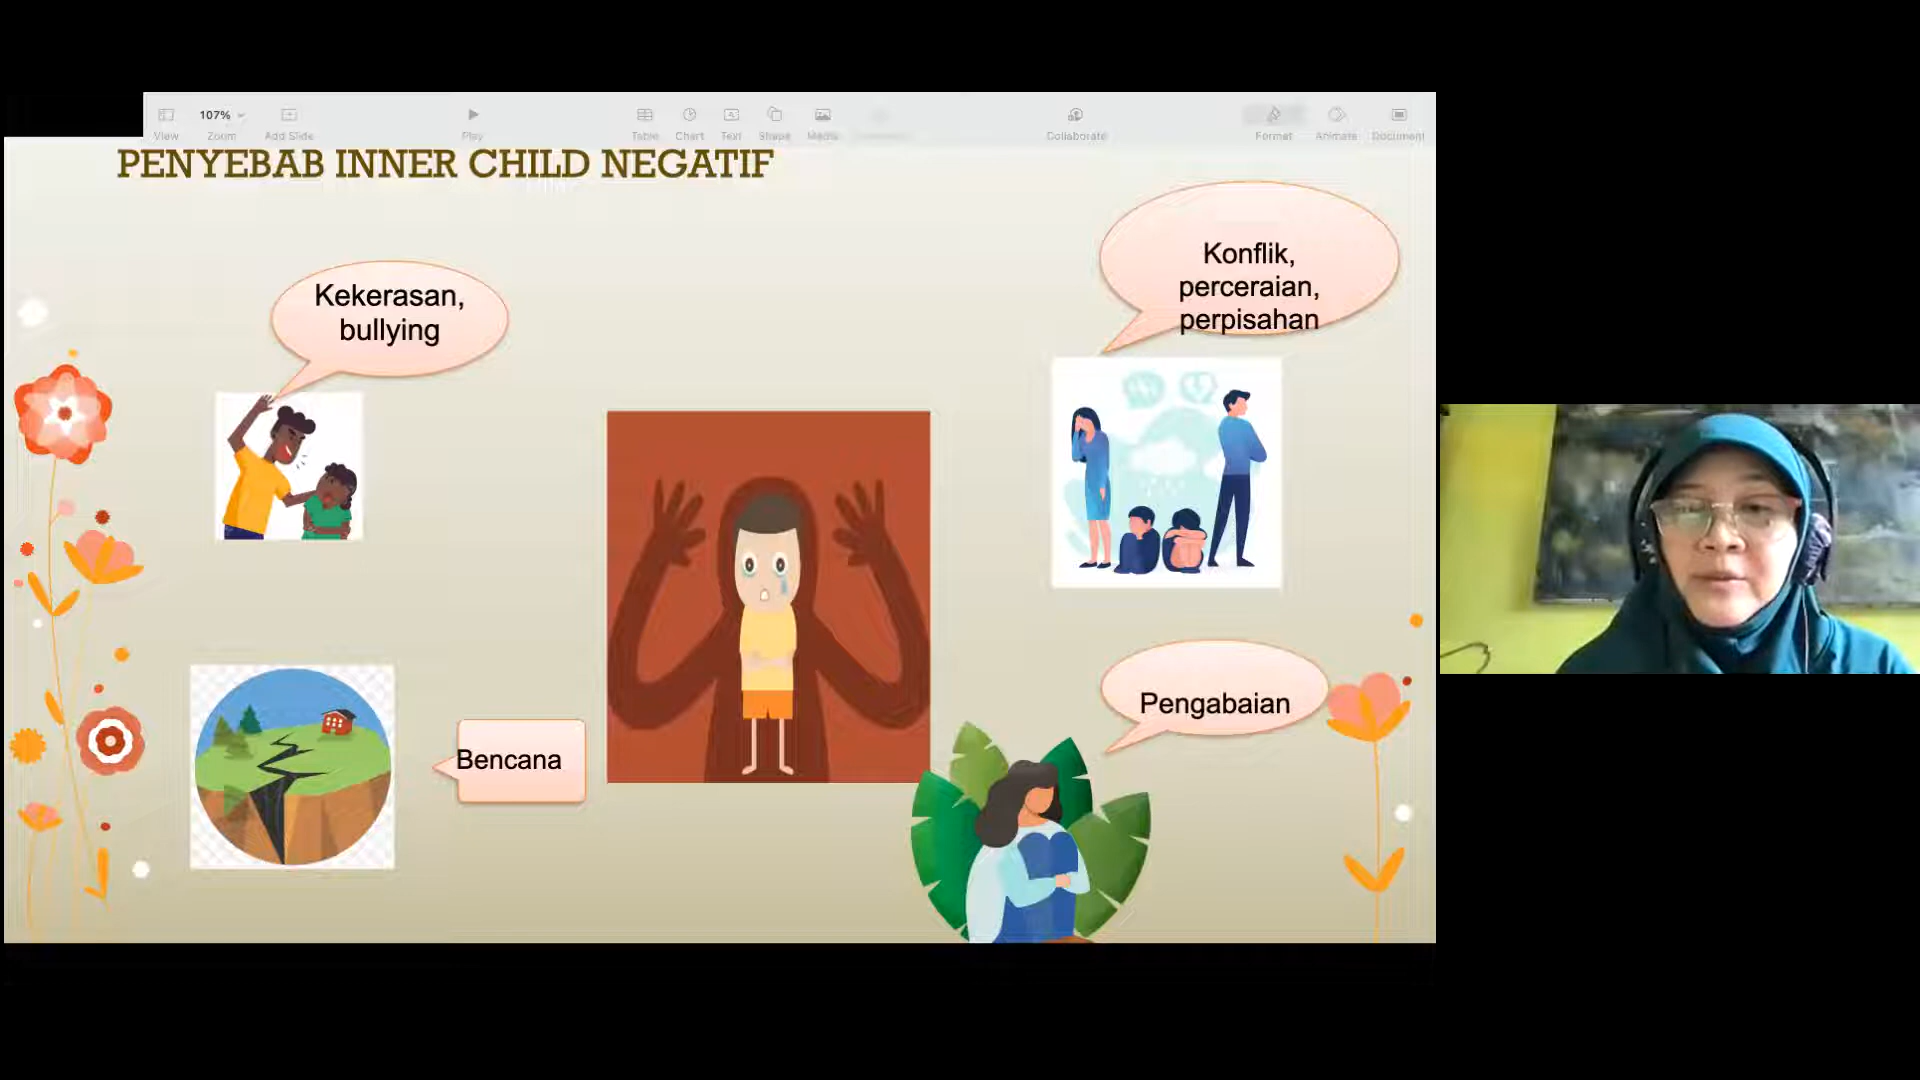 107%
View
Zoom
Add Slide
Play
Table
Chart
Text
Shape
Media
Collaborate
Format
Animate
Document
PENYEBAB INNER CHILD NEGATIF
Kekerasan,
bullying
Konflik,
perceraian,
perpisahan
Bencana
Pengabaian